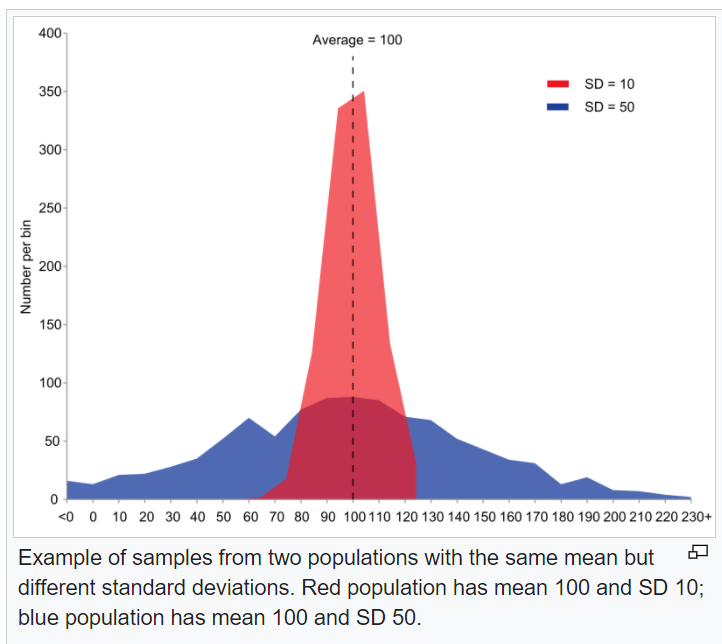 Average = 100
SD = 10
SD = 50
Number per bin
400
350
300
250
200
150
100
50
0
<0 0 10 20 30 40 50 60 70 80 90 100 110 120 130 140 150 160 170 180 190 200 210 220 230+
Example of samples from two populations with the same mean but
different standard deviations. Red population has mean 100 and SD 10;
blue population has mean 100 and SD 50.